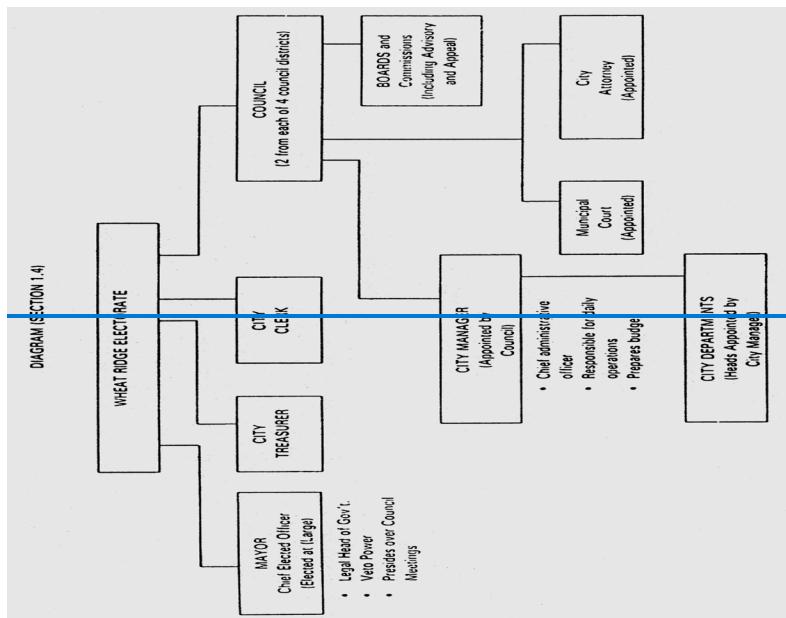 DIAGRAM (SECTION 1.4)
WHEAT RIDGE ELECTORATE
MAYOR
Chief Elected Officer
(Elected at (Large)
• Legal Head of Gov't.
• Veto Power
• Presides over Council
Meetings
CITY
TREASURER
CITY
CLERK
COUNCIL
(2 from each of 4 council districts)
BOARDS and
Commissions
(Including Advisory
and Appeal)
CITY MANAGER
(Appointed by
Council)
• Chief administrative
officer
• Responsible for daily
operations
• Prepares budget
Municipal
Court
(Appointed)
City
Attorney
(Appointed)
CITY DEPARTMENTS
(Heads Appointed by
City Manager)